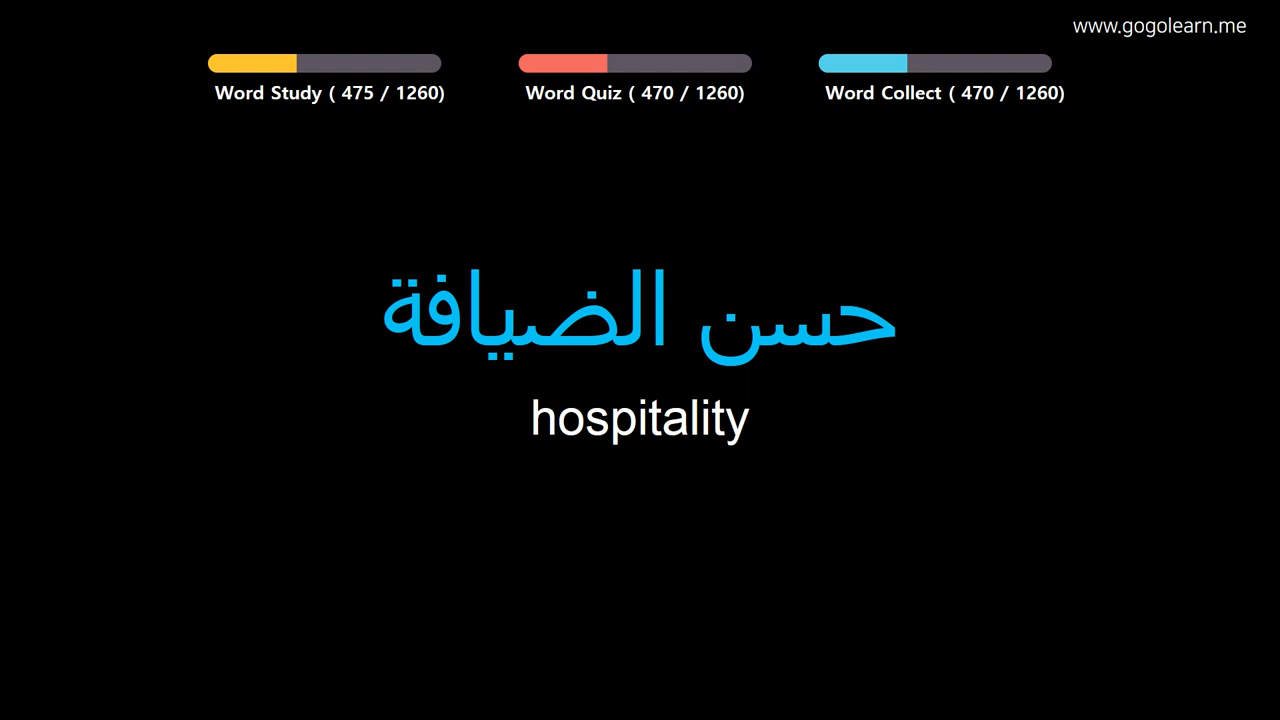 www.gogolearn.me
Word Study ( 475 / 1260)
Word Quiz ( 470 / 1260)
Word Collect ( 470 / 1260)
حسن الضيافة
hospitality